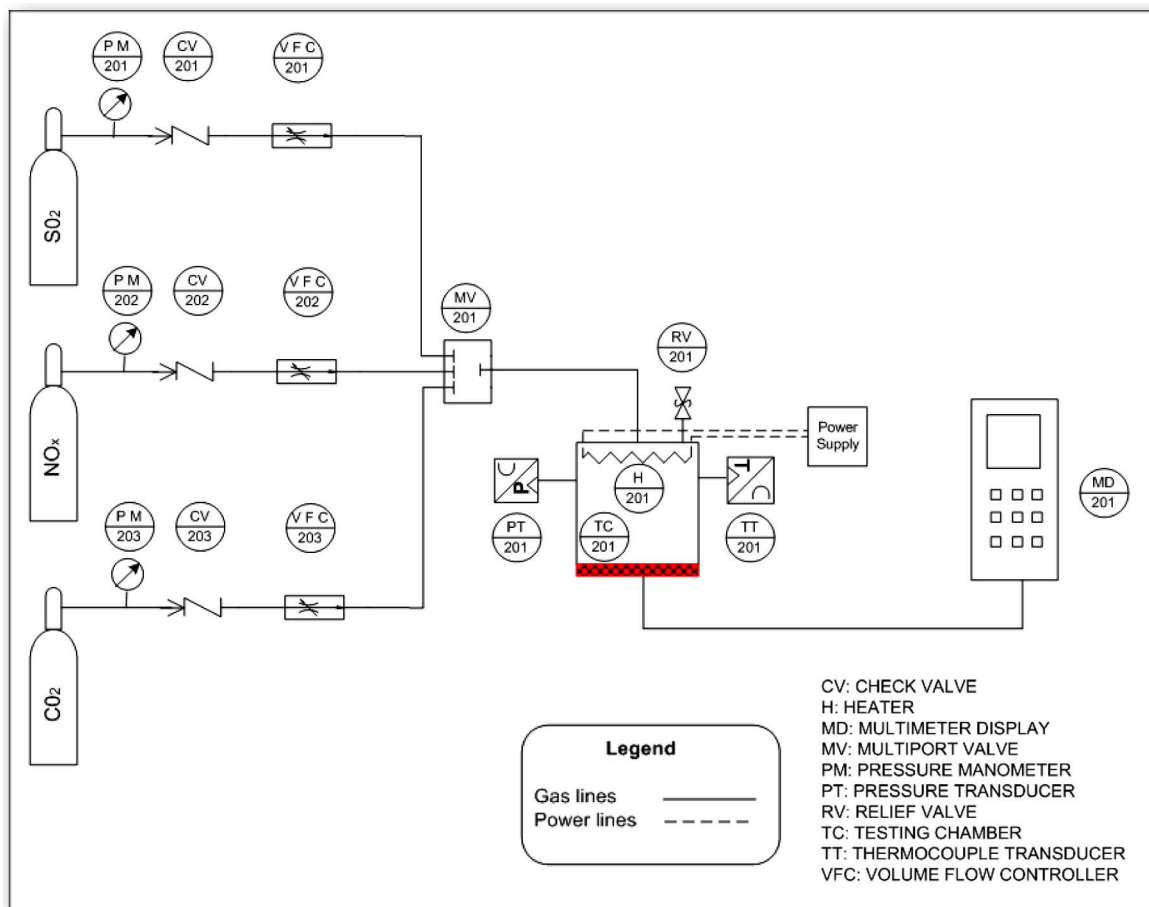 P M
201
CV
201
V F C
201
SO₂
P M
202
CV
202
V F C
202
MV
201
RV
201
NOₓ
Power
Supply
P
T
H
201
MD
201
P M
203
CV
203
V F C
203
PT
201
TC
201
TT
201
CO₂
CV: CHECK VALVE
H: HEATER
MD: MULTIMETER DISPLAY
MV: MULTIPORT VALVE
PM: PRESSURE MANOMETER
PT: PRESSURE TRANSDUCER
RV: RELIEF VALVE
TC: TESTING CHAMBER
TT: THERMOCOUPLE TRANSDUCER
VFC: VOLUME FLOW CONTROLLER
Legend
Gas lines
Power lines